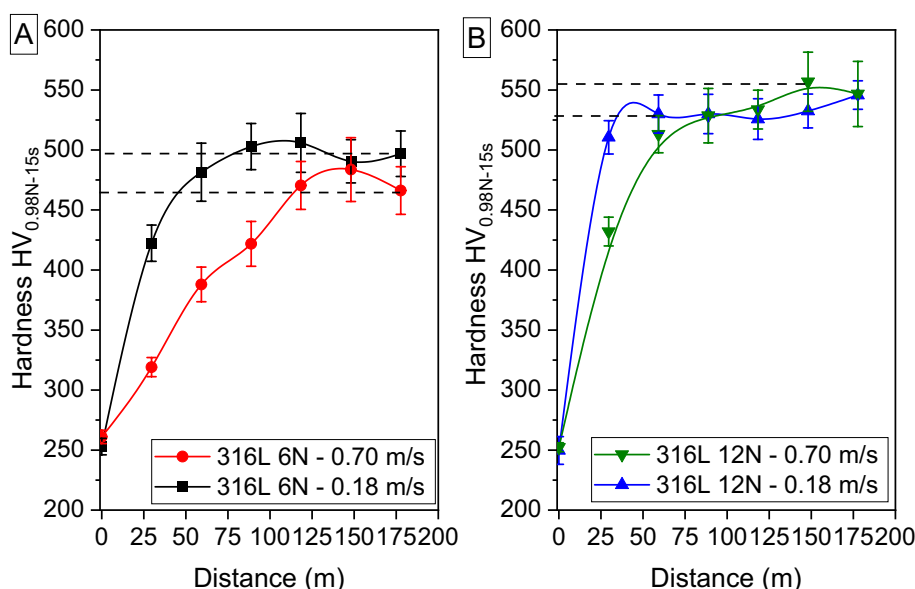 A
Hardness HV0.98N-15s
600
550
500
450
400
350
300
250
200
0 25 50 75 100 125 150 175 200
Distance (m)
316L 6N - 0.70 m/s
316L 6N - 0.18 m/s
B
Hardness HV0.98N-15s
600
550
500
450
400
350
300
250
200
0 25 50 75 100 125 150 175 200
Distance (m)
316L 12N - 0.70 m/s
316L 12N - 0.18 m/s